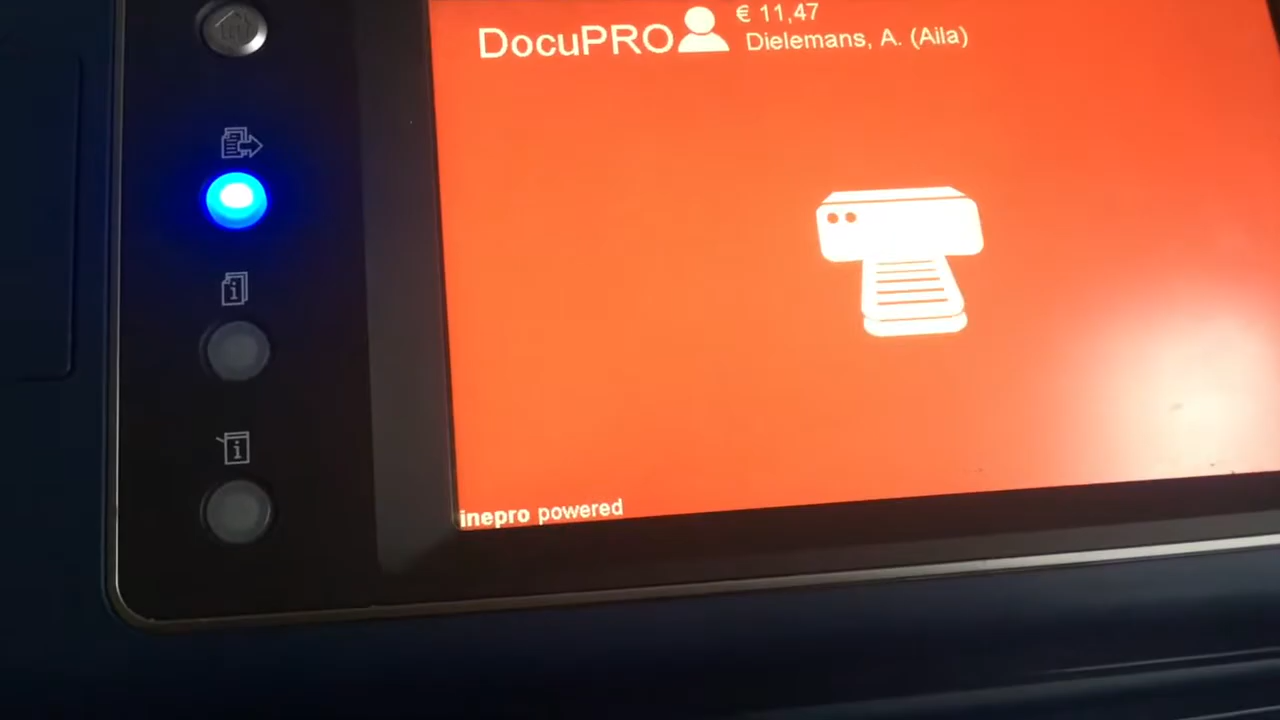 € 11,47
DocuPRO
Dielemans, A. (Aila)
inepro powered